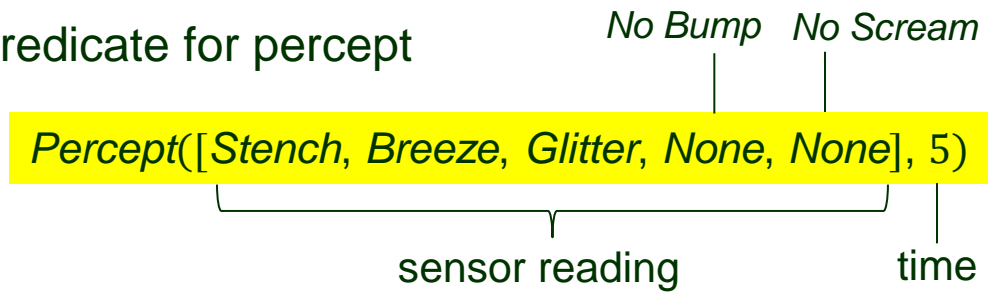 No Bump No Scream
redicate for percept
Percept([Stench, Breeze, Glitter, None, None], 5)
sensor reading time